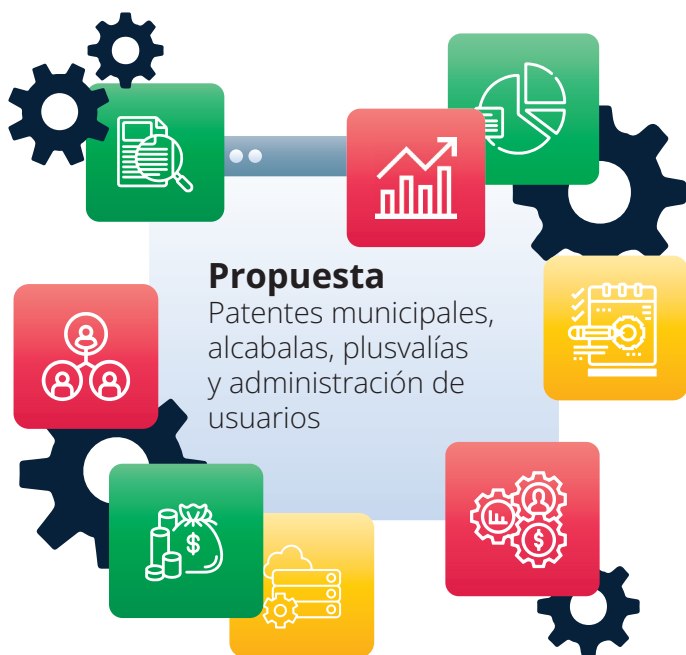 Propuesta
Patentes municipales,
alcabalas, plusvalías
y administración de
usuarios
$
$